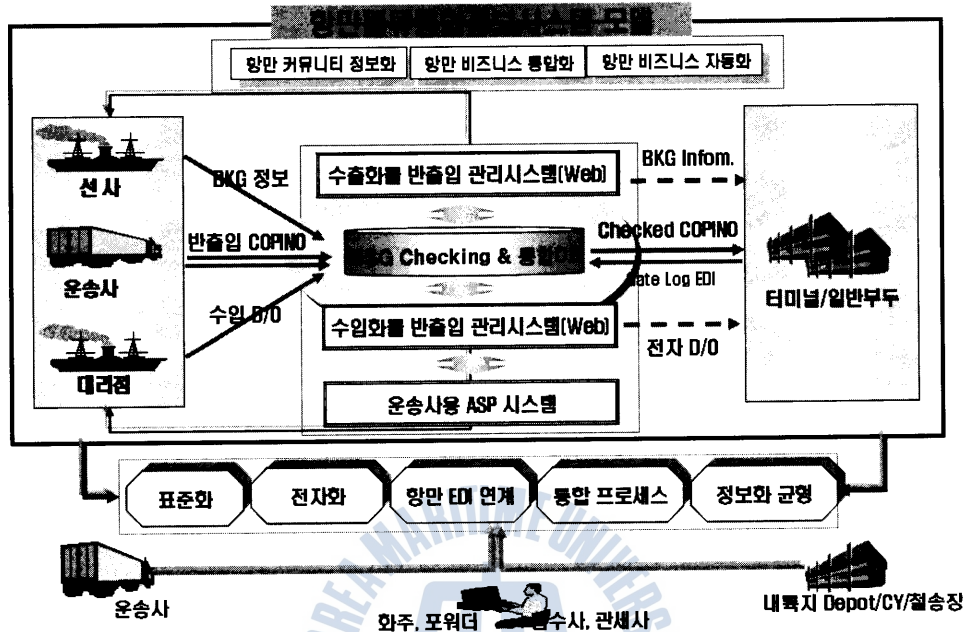 항만 커뮤니티 정보화 항만 비즈니스 통합화 항만 비즈니스 자동화
선사
운송사
대리점
BKG 정보
반출입 COPINO
수입 D/O
수출화물 반출입 관리시스템(Web)
Checking & 통합
수입화물 반출입 관리시스템(Web)
운송사용 ASP 시스템
BKG Infom.
Checked COPINO
Gate Log EDI
전자 D/O
터미널/일반부두
표준화 전자화 항만 EDI 연계 통합 프로세스 정보화 균형
운송사
화주, 포워더
관세사
내륙지 Depot/CY/철송장
KOREA MARITIME UNIVERS